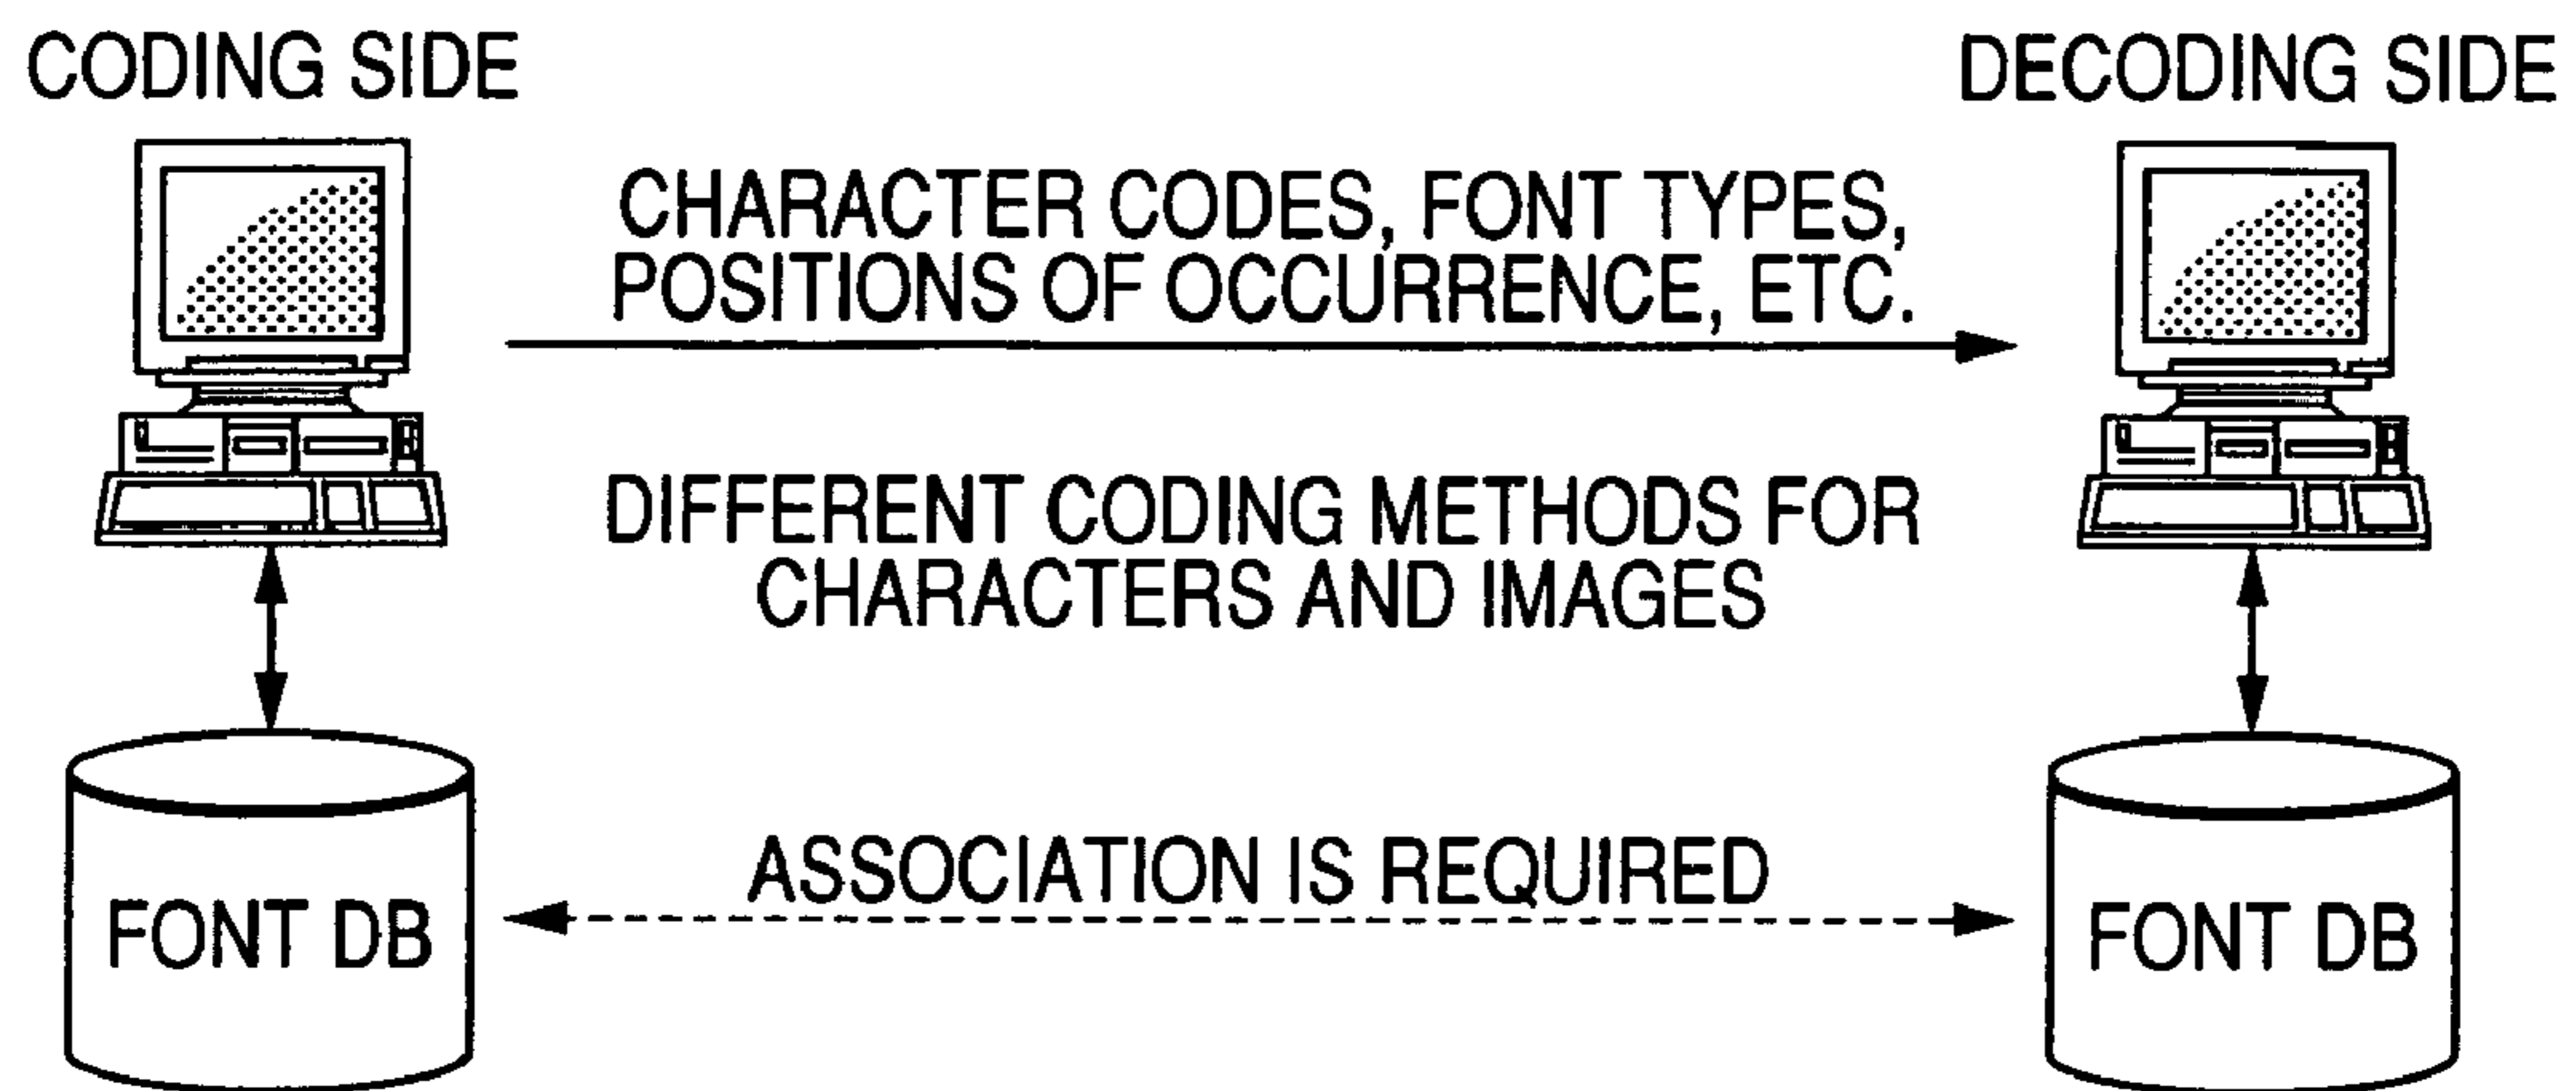 CODING SIDE
DECODING SIDE
CHARACTER CODES, FONT TYPES,
POSITIONS OF OCCURRENCE, ETC.
DIFFERENT CODING METHODS FOR
CHARACTERS AND IMAGES
ASSOCIATION IS REQUIRED
FONT DB
FONT DB